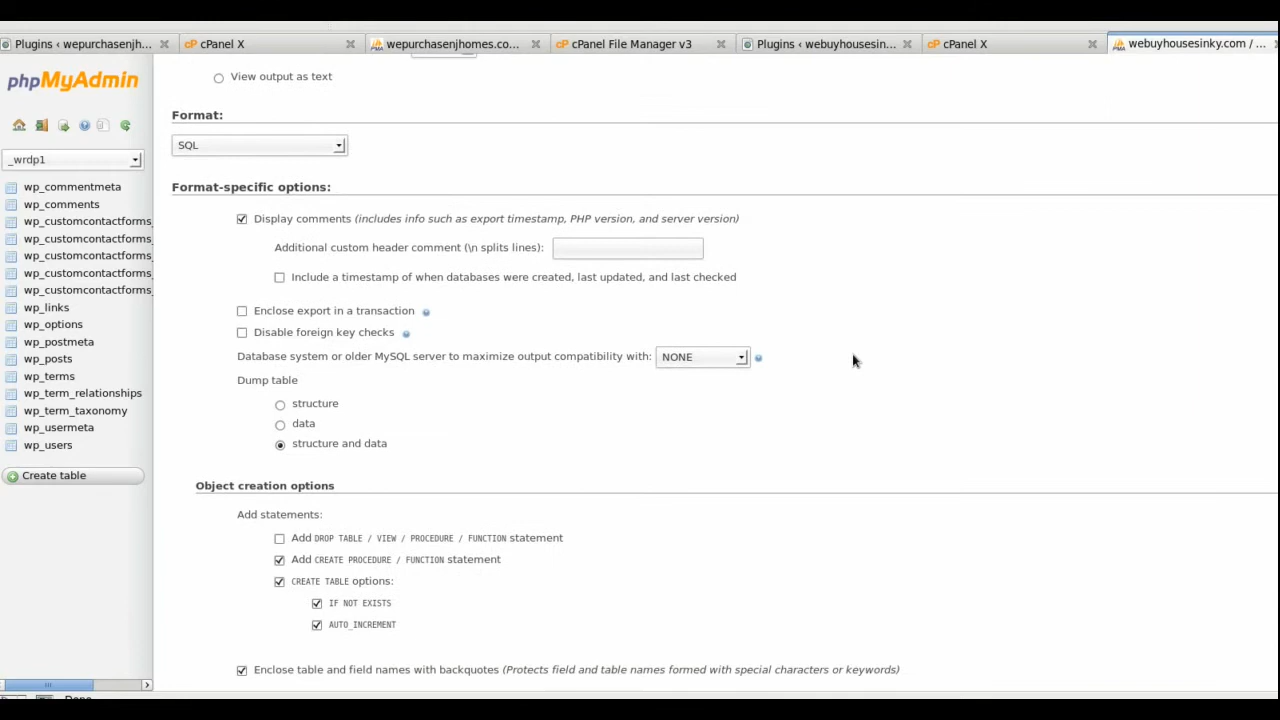 Plugins ‹ wepurchasenjh...
cPanel X
wepurchasenjhomes.co...
cPanel File Manager v3
Plugins ‹ webuyhousesin...
cPanel X
webuyhousesinky.com / ...
phpMyAdmin
_wrdp1
wp_commentmeta
wp_comments
wp_customcontactforms_
wp_customcontactforms_
wp_customcontactforms_
wp_customcontactforms_
wp_customcontactforms_
wp_links
wp_options
wp_postmeta
wp_posts
wp_terms
wp_term_relationships
wp_term_taxonomy
wp_usermeta
wp_users
Create table
View output as text
Format:
SQL
Format-specific options:
Display comments (includes info such as export timestamp, PHP version, and server version)
Additional custom header comment (\n splits lines):
Include a timestamp of when databases were created, last updated, and last checked
Enclose export in a transaction
Disable foreign key checks
Database system or older MySQL server to maximize output compatibility with: NONE
Dump table
structure
data
structure and data
Object creation options
Add statements:
Add DROP TABLE / VIEW / PROCEDURE / FUNCTION statement
Add CREATE PROCEDURE / FUNCTION statement
CREATE TABLE options:
IF NOT EXISTS
AUTO_INCREMENT
Enclose table and field names with backquotes (Protects field and table names formed with special characters or keywords)